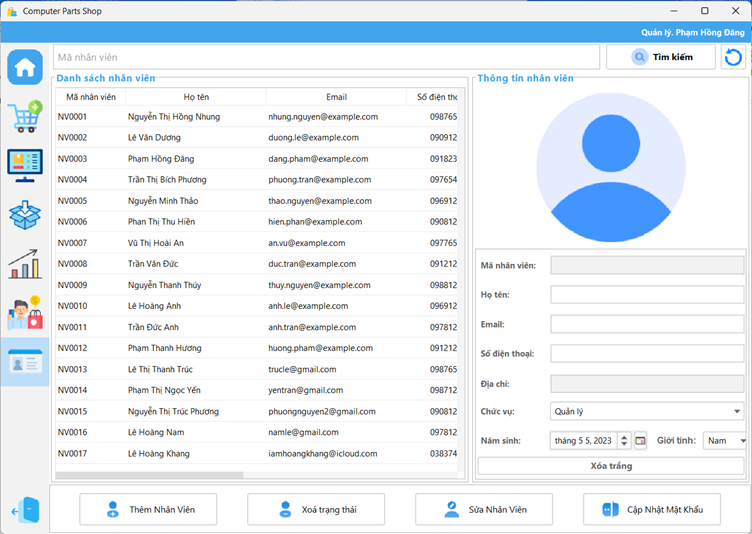 Computer Parts Shop
Quản lý. Phạm Hồng Đăng
Mã nhân viên
Tìm kiếm
Danh sách nhân viên
Mã nhân viên Họ tên Email Số điện tho
NV0001 Nguyễn Thị Hồng Nhung nhung.nguyen@example.com 098765
NV0002 Lê Văn Dương duong.le@example.com 090912
NV0003 Phạm Hồng Đăng dang.pham@example.com 091823
NV0004 Trần Thị Bích Phương phuong.tran@example.com 097654
NV0005 Nguyễn Minh Thảo thao.nguyen@example.com 096912
NV0006 Phan Thị Thu Hiền hien.phan@example.com 090812
NV0007 Vũ Thị Hoài An an.vu@example.com 097765
NV0008 Trần Văn Đức duc.tran@example.com 091212
NV0009 Nguyễn Thanh Thúy thuy.nguyen@example.com 098812
NV0010 Lê Hoàng Anh anh.le@example.com 096912
NV0011 Trần Đức Anh anh.tran@example.com 097812
NV0012 Phạm Thanh Hương huong.pham@example.com 091212
NV0013 Lê Thị Thanh Trúc trucle@gmail.com 098765
NV0014 Phạm Thị Ngọc Yến yentran@gmail.com 098712
NV0015 Nguyễn Thị Trúc Phương phuongnguyen2@gmail.com 090812
NV0016 Lê Hoàng Nam namle@gmail.com 097812
NV0017 Lê Hoàng Khang iamhoangkhang@icloud.com 038374
Thông tin nhân viên
Mã nhân viên:
Họ tên:
Email:
Số điện thoại:
Địa chỉ:
Chức vụ: Quản lý
Năm sinh: tháng 5 5, 2023 Giới tính: Nam
Xóa trắng
Thêm Nhân Viên
Xoá trạng thái
Sửa Nhân Viên
Cập Nhật Mật Khẩu